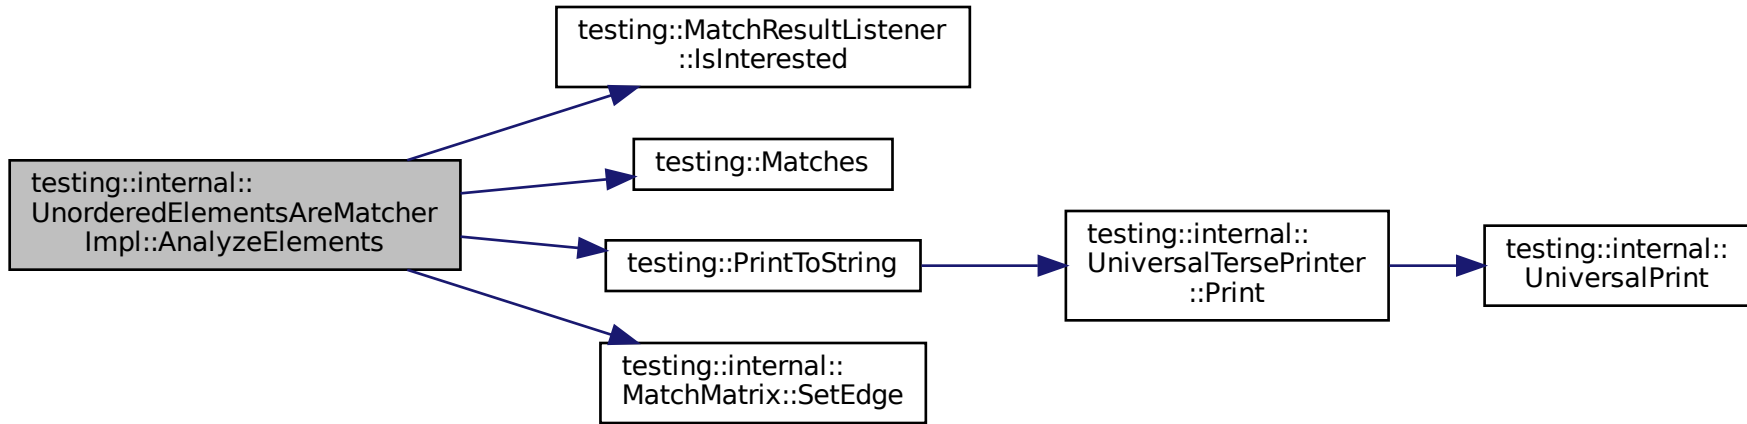 testing::MatchResultListener
::IsInterested
testing::Matches
testing::internal::
UnorderedElementsAreMatcher
Impl::AnalyzeElements
testing::PrintToString
testing::internal::
UniversalTersePrinter
::Print
testing::internal::
UniversalPrint
testing::internal::
MatchMatrix::SetEdge